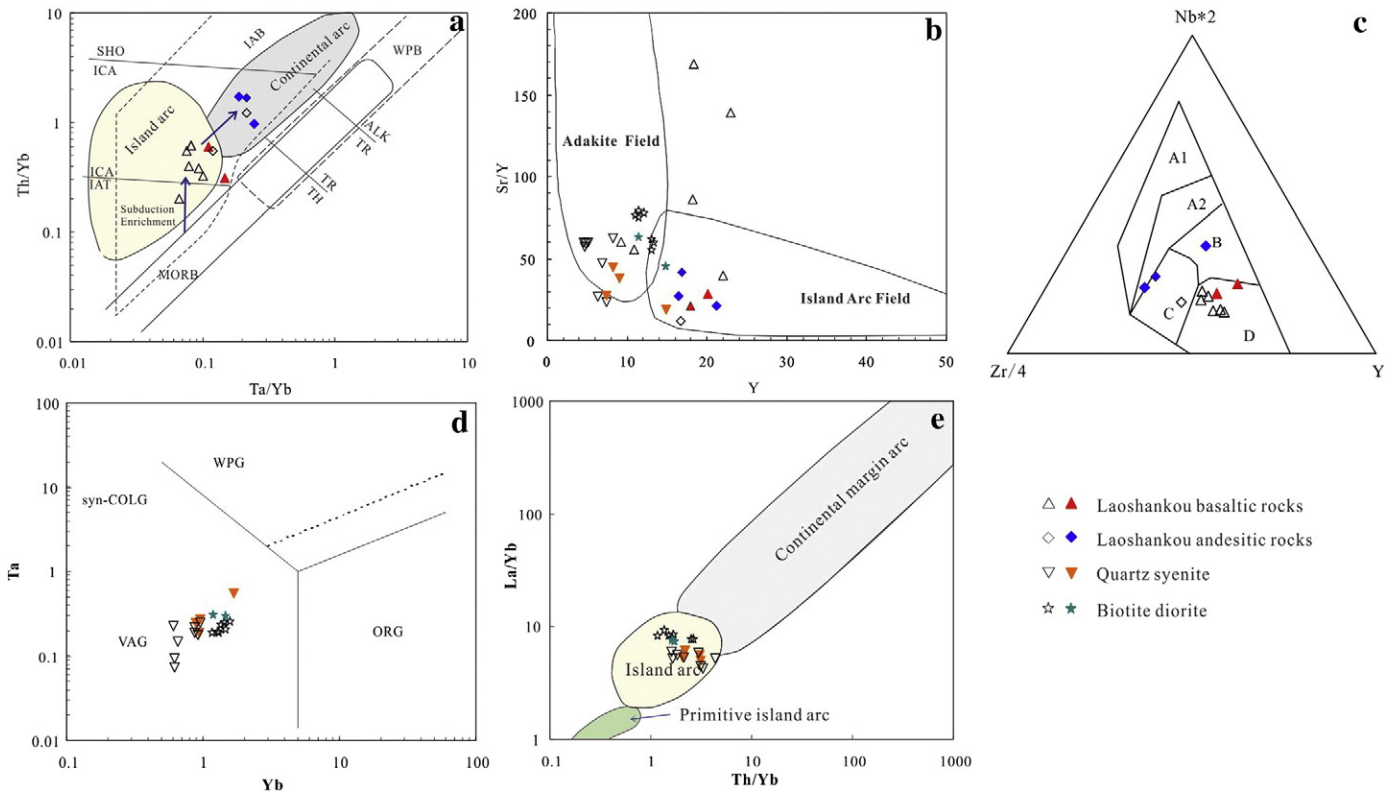 a
10
1
0.1
0.01
Th/Yb
0.01
0.1
1
10
Ta/Yb
SHO
ICA
IAB
Continental arc
WPB
Island arc
ALK
TR
TR
TH
ICA
IAT
Subduction
Enrichment
MORB
b
200
160
120
80
50
0
Sr/Y
0
10
20
30
40
50
Y
Adakite Field
Island Arc Field
c
Nb*2
A1
A2
B
C
D
Zr/4
Y
d
100
10
1
0.1
0.01
Ta
0.1
1
10
100
Yb
WPG
syn-COLG
VAG
ORG
e
1000
100
10
1
La/Yb
0.1
1
10
100
1000
Th/Yb
Continental margin arc
Island arc
Primitive island arc
Laoshankou basaltic rocks
Laoshankou andesitic rocks
Quartz syenite
Biotite diorite